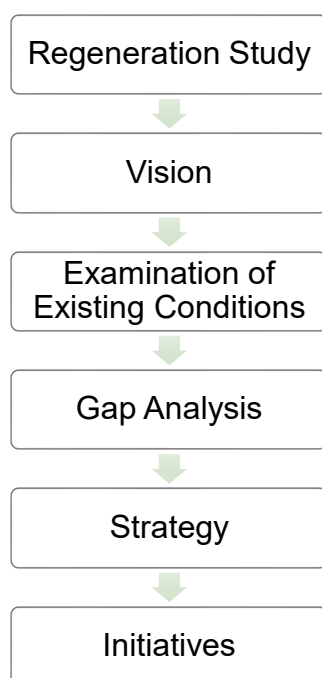 Regeneration Study
Vision
Examination of
Existing Conditions
Gap Analysis
Strategy
Initiatives